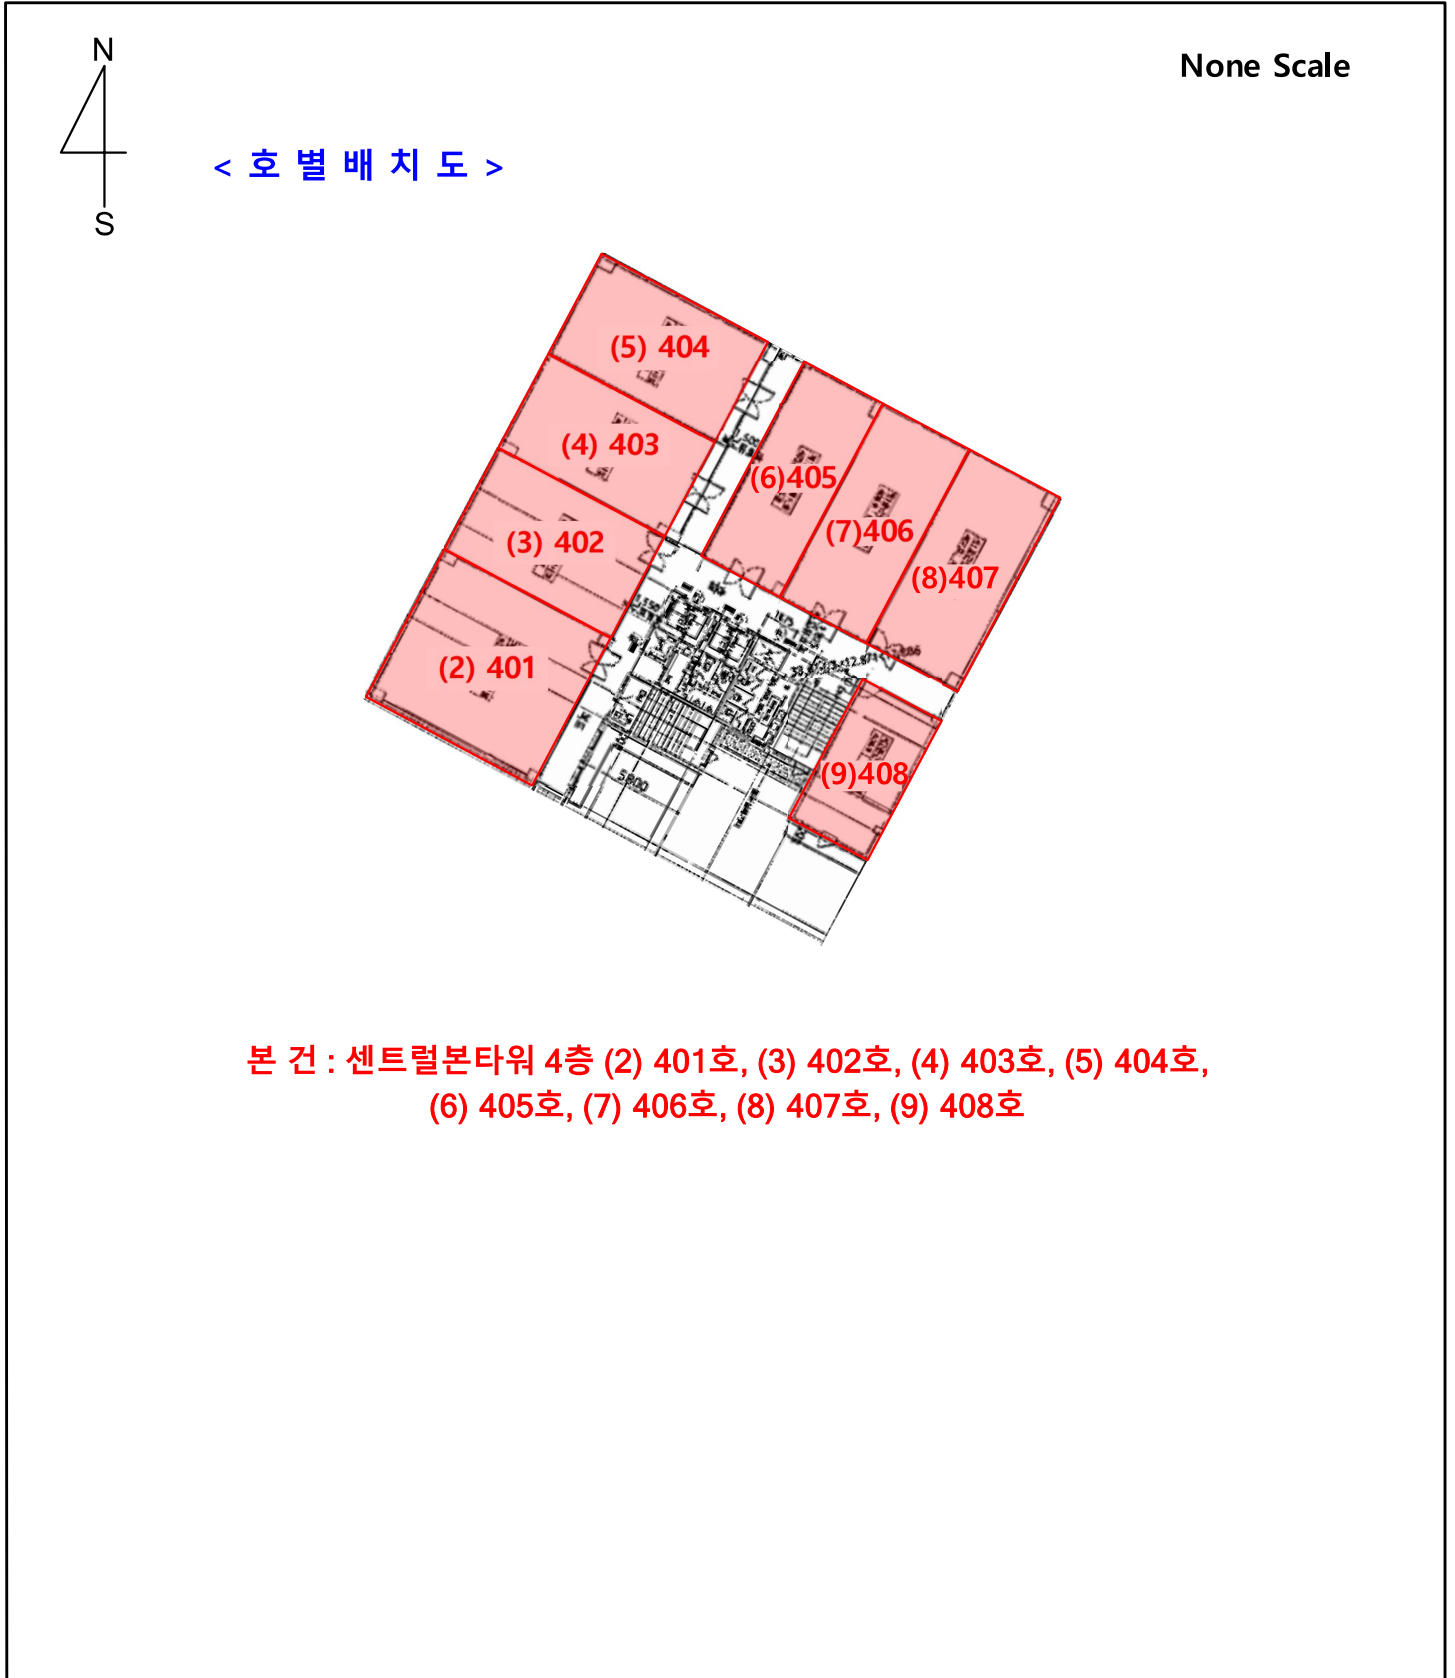 N
None Scale
< 호 별 배 치 도 >
S
(5) 404
(4) 403
(6)405
(7)406
(3) 402
(8)407
(2) 401
(9)408
5800
본 건 : 센트럴본타워 4층 (2) 401호, (3) 402호, (4) 403호, (5) 404호,
(6) 405호, (7) 406호, (8) 407호, (9) 408호